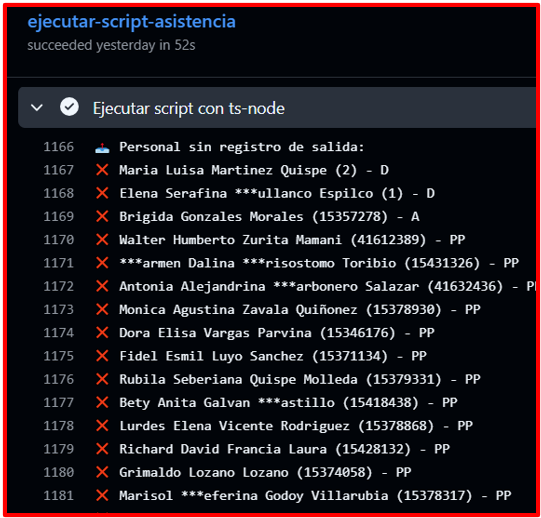 ejecutar-script-asistencia
succeeded yesterday in 52s
Ejecutar script con ts-node
1166 📥 Personal sin registro de salida:
1167 ❌ Maria Luisa Martinez Quispe (2) - D
1168 ❌ Elena Serafina ***ullanco Espilco (1) - D
1169 ❌ Brigida Gonzales Morales (15357278) - A
1170 ❌ Walter Humberto Zurita Mamani (41612389) - PP
1171 ❌ ***armen Dalina ***risostomo Toribio (15431326) - PP
1172 ❌ Antonia Alejandrina ***arbonero Salazar (41632436) - PP
1173 ❌ Monica Agustina Zavala Quiñonez (15378930) - PP
1174 ❌ Dora Elisa Vargas Parvina (15346176) - PP
1175 ❌ Fidel Esmil Luyo Sanchez (15371134) - PP
1176 ❌ Rubila Seberiana Quispe Molleda (15379331) - PP
1177 ❌ Bety Anita Galvan ***astillo (15418438) - PP
1178 ❌ Lurdes Elena Vicente Rodriguez (15378868) - PP
1179 ❌ Richard David Francia Laura (15428132) - PP
1180 ❌ Grimaldo Lozano Lozano (15374058) - PP
1181 ❌ Marisol ***eferina Godoy Villarubia (15378317) - PP